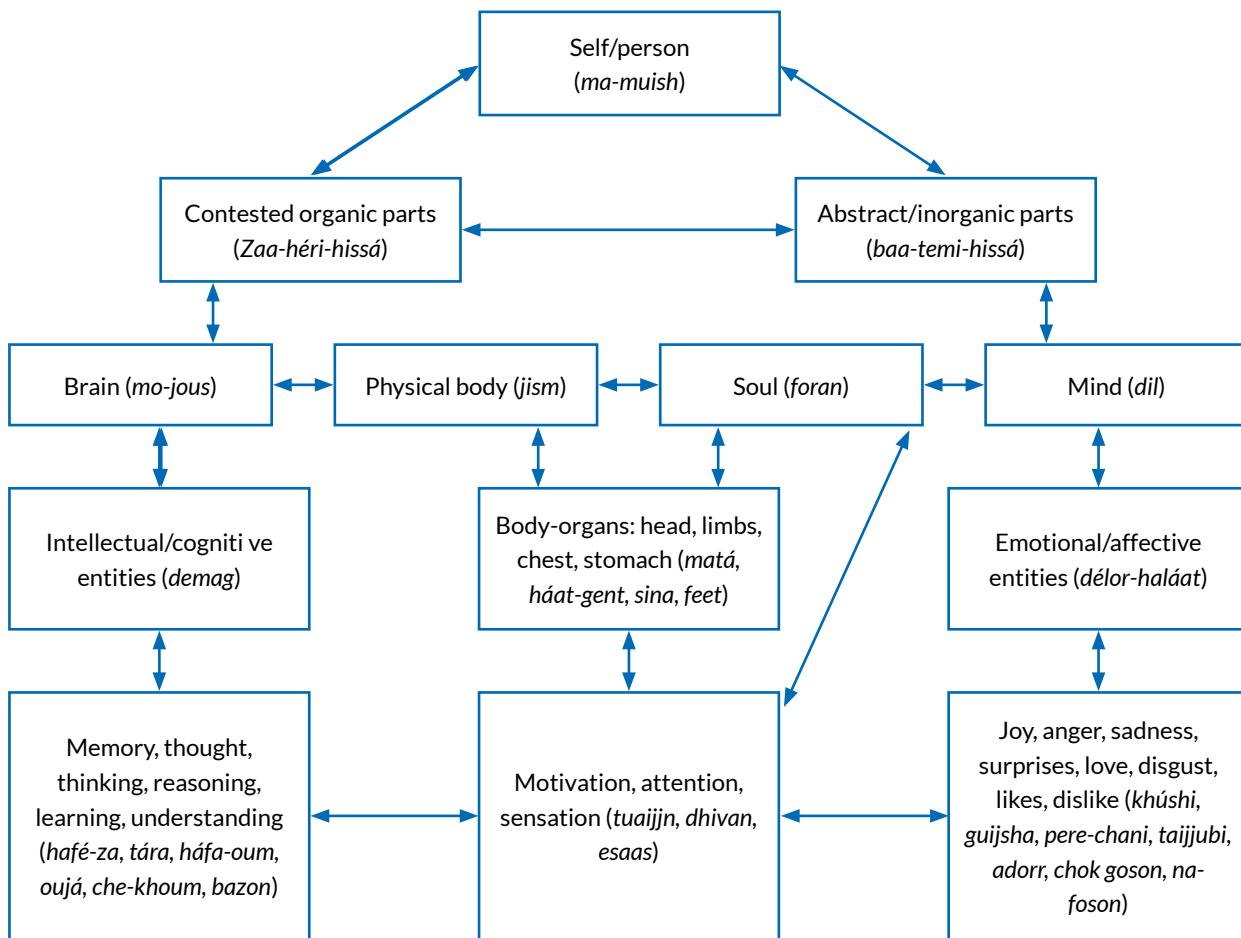 Self/person
(ma-muish)
Contested organic parts
(Zaa-héri-hissá)
Abstract/inorganic parts
(baa-temi-hissá)
Brain (mo-jous)
Physical body (jism)
Soul (foran)
Mind (dil)
Intellectual/cogniti ve
entities (demag)
Body-organs: head, limbs,
chest, stomach (matá,
háat-gent, sina, feet)
Emotional/affective
entities (délor-haláat)
Memory, thought,
thinking, reasoning,
learning, understanding
(hafé-za, tára, háfa-oum,
oujá, che-khoum, bazon)
Motivation, attention,
sensation (tuaijjn, dhivan,
esaas)
Joy, anger, sadness,
surprises, love, disgust,
likes, dislike (khúshi,
guijsha, pere-chani, taijjubi,
adorr, chok goson, na-
foson)